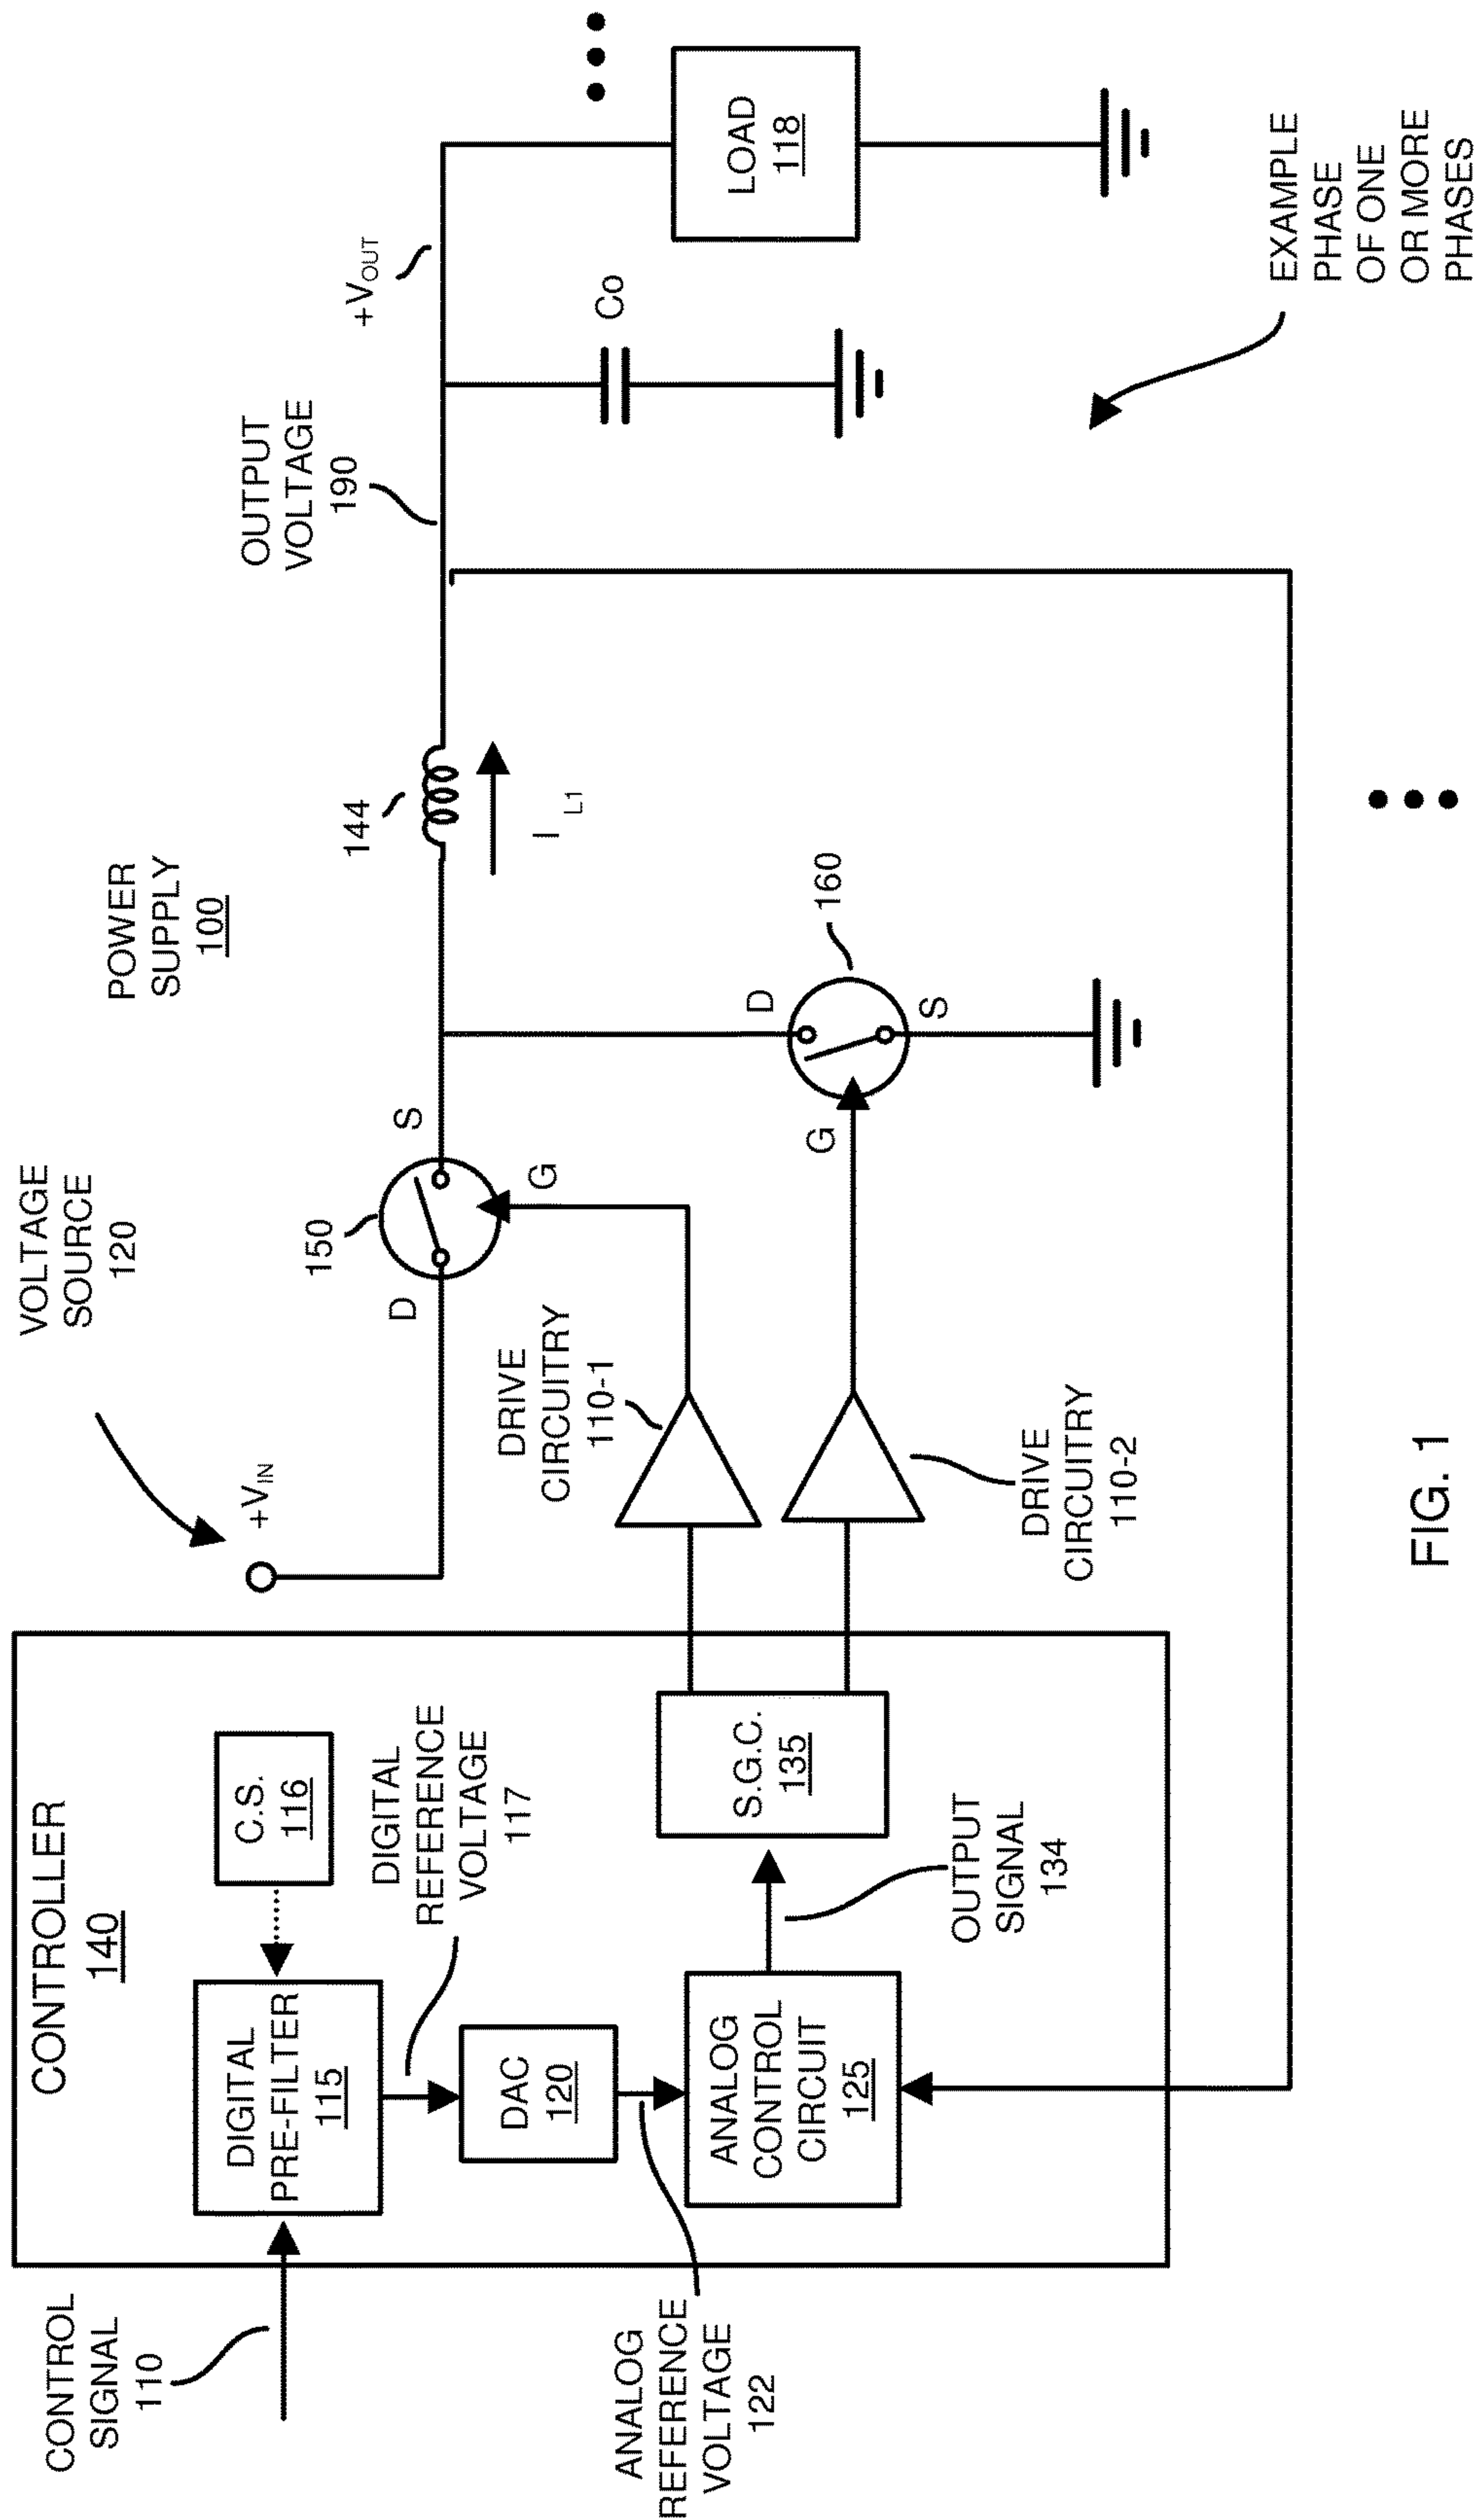 POWER
SUPPLY
100
VOLTAGE
SOURCE
120
CONTROLLER
140
CONTROL
SIGNAL
110
DIGITAL
PRE-FILTER
115
C.S.
116
DIGITAL
REFERENCE
VOLTAGE
117
DAC
120
ANALOG
REFERENCE
VOLTAGE
122
ANALOG
CONTROL
CIRCUIT
125
OUTPUT
SIGNAL
134
S.G.C.
135
+VIN
DRIVE
CIRCUITRY
110-1
DRIVE
CIRCUITRY
110-2
150
D
S
G
160
D
S
G
144
I L1
OUTPUT
VOLTAGE
190
+VOUT
Co
LOAD
118
EXAMPLE
PHASE
OF ONE
OR MORE
PHASES
FIG. 1